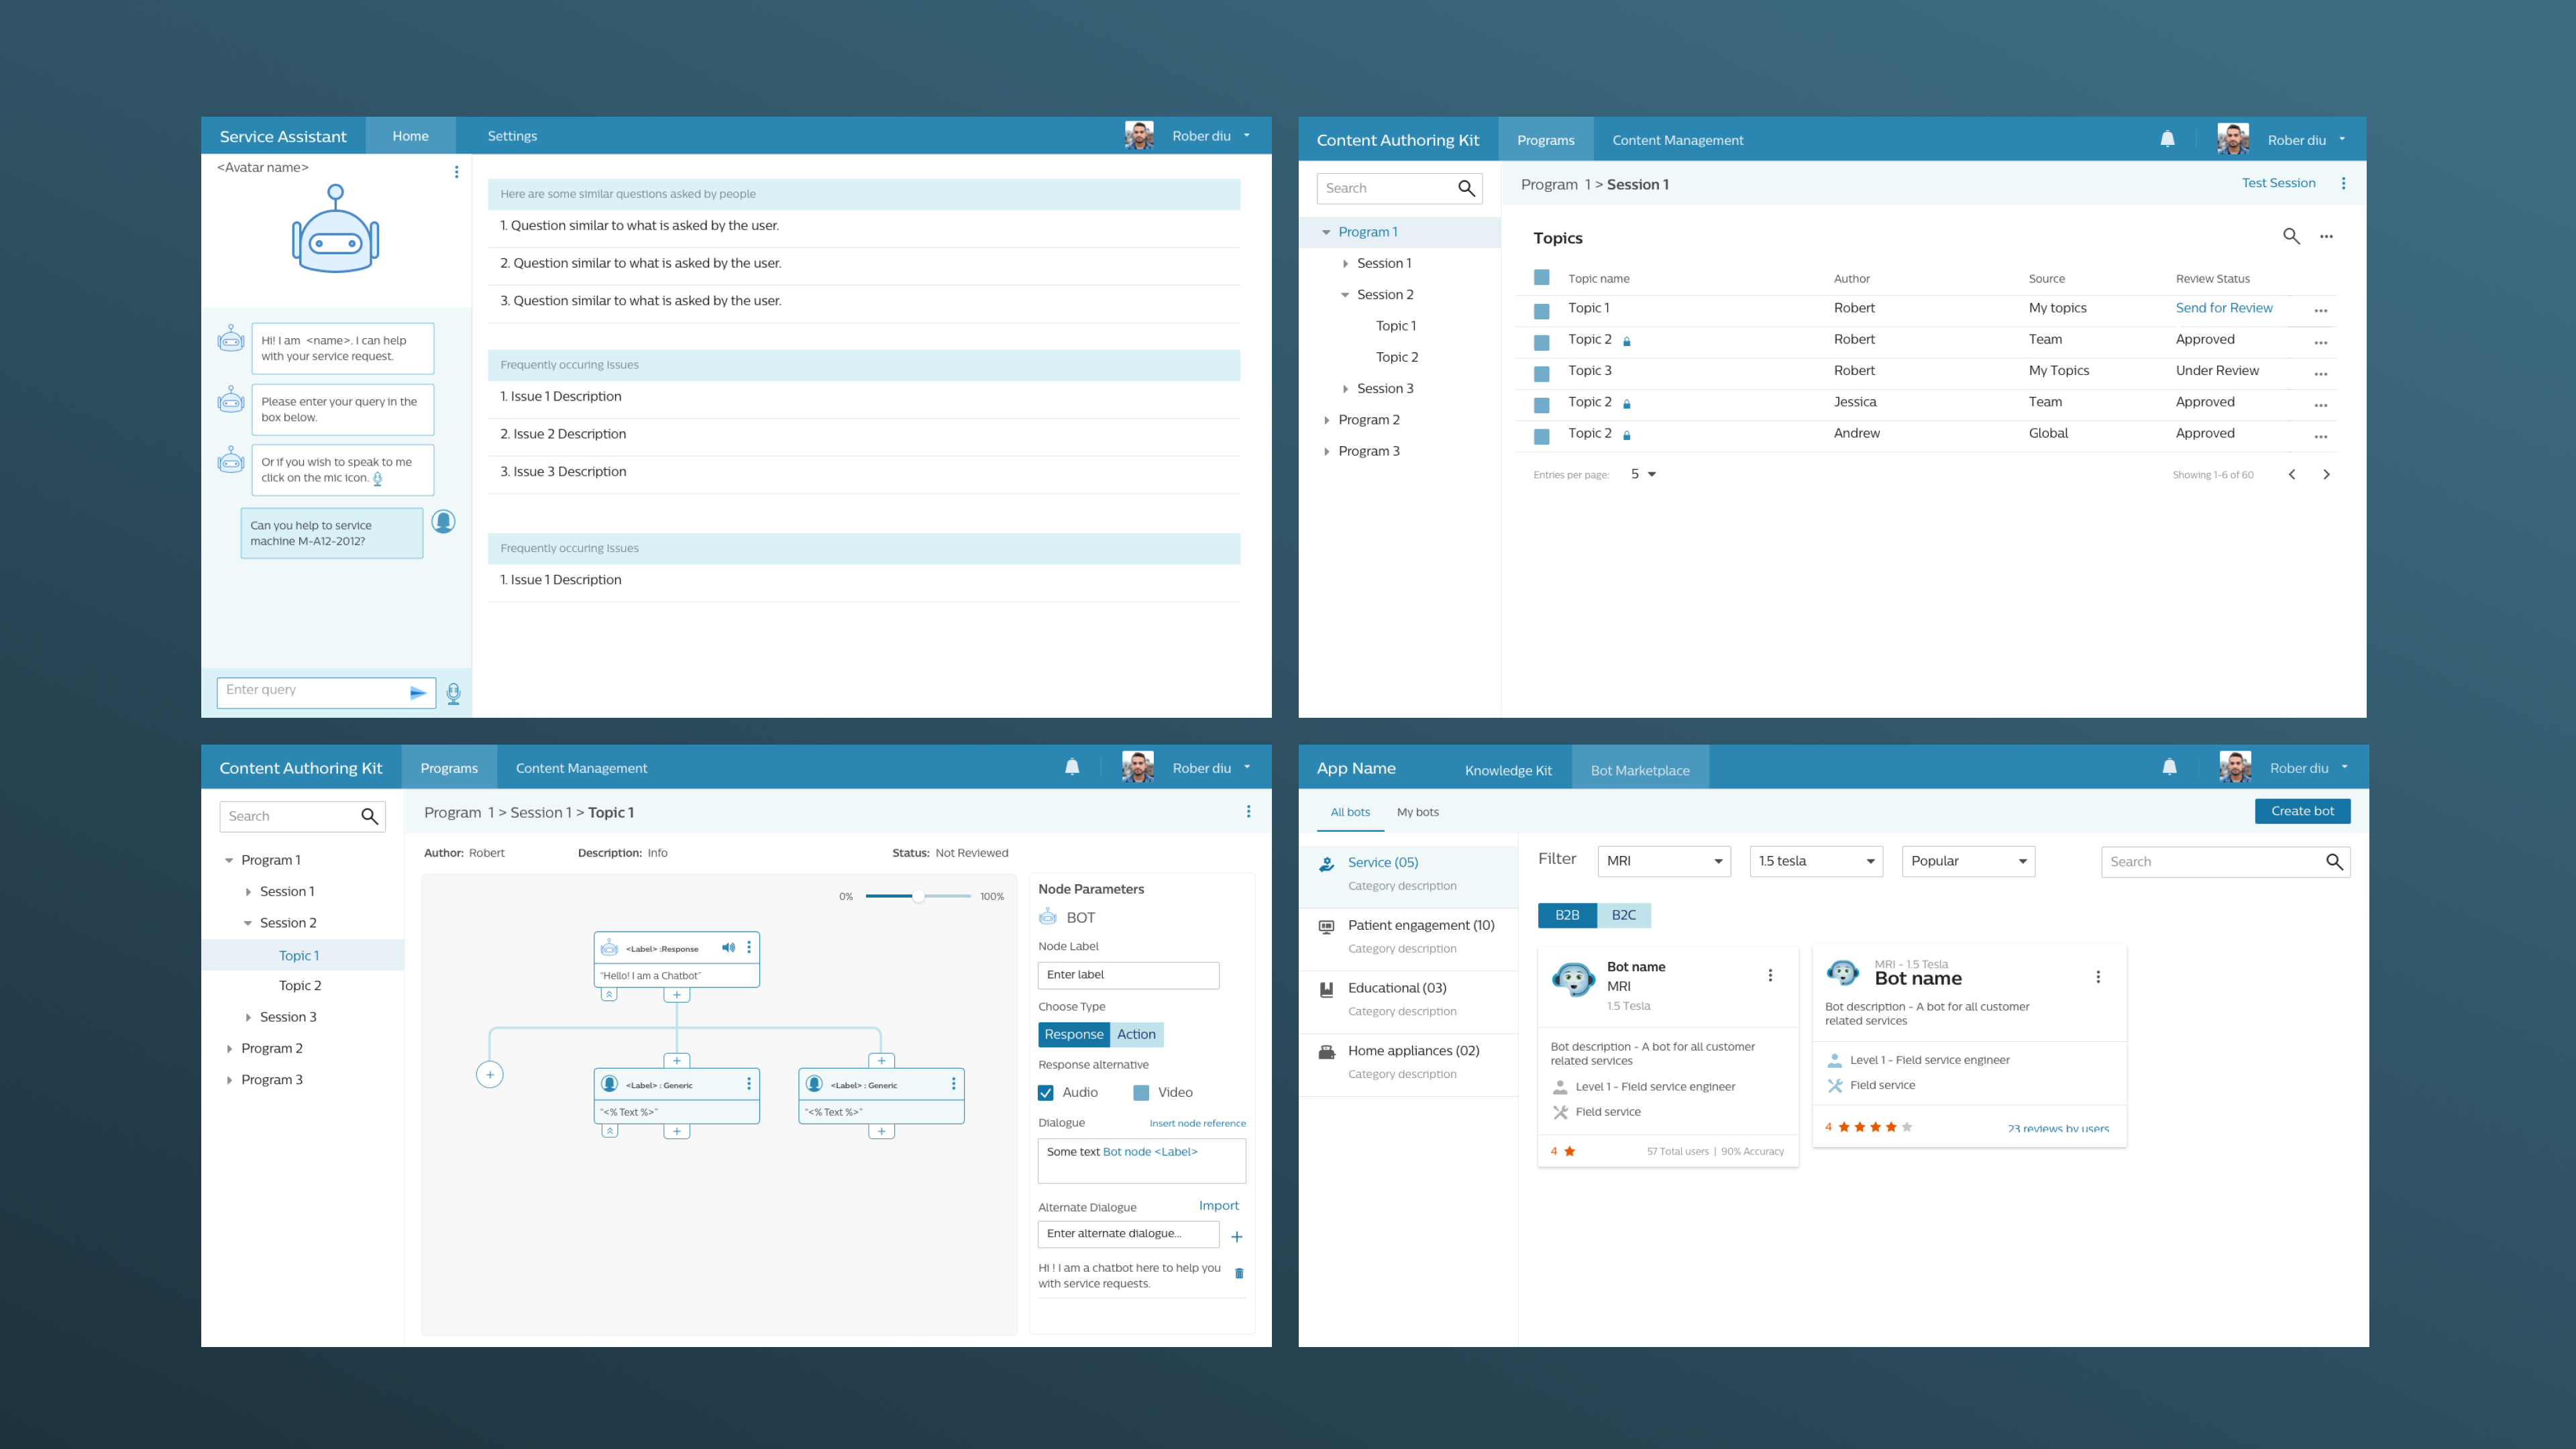 Service Assistant
Home
Settings
Rober diu
<Avatar name>
Hi! I am <name>. I can help
with your service request.
Please enter your query in the
box below.
Or if you wish to speak to me
click on the mic icon.
Can you help to service
machine M-A12-2012?
Enter query
Here are some similar questions asked by people
1. Question similar to what is asked by the user.
2. Question similar to what is asked by the user.
3. Question similar to what is asked by the user.
Frequently occuring Issues
1. Issue 1 Description
2. Issue 2 Description
3. Issue 3 Description
Frequently occuring Issues
1. Issue 1 Description
Content Authoring Kit
Programs
Content Management
Rober diu
Search
Program 1
Session 1
Session 2
Topic 1
Topic 2
Session 3
Program 2
Program 3
Program 1 > Session 1
Test Session
Topics
Topic name Author Source Review Status
Topic 1 Robert My topics Send for Review
Topic 2 Robert Team Approved
Topic 3 Robert My Topics Under Review
Topic 2 Jessica Team Approved
Topic 2 Andrew Global Approved
Entries per page: 5
Showing 1-6 of 60
Content Authoring Kit
Programs
Content Management
Rober diu
Search
Program 1
Session 1
Session 2
Topic 1
Topic 2
Session 3
Program 2
Program 3
Program 1 > Session 1 > Topic 1
Author: Robert
Description: Info
Status: Not Reviewed
0%
100%
<Label> :Response
"Hello! I am a Chatbot"
+
+
+
+
<Label> : Generic
"<% Text %>"
<Label> : Generic
"<% Text %>"
+
+
Node Parameters
BOT
Node Label
Enter label
Choose Type
Response Action
Response alternative
Audio
Video
Dialogue
Insert node reference
Some text Bot node <Label>
Alternate Dialogue
Import
Enter alternate dialogue...
+
Hi ! I am a chatbot here to help you
with service requests.
App Name
Knowledge Kit
Bot Marketplace
Rober diu
All bots
My bots
Create bot
Service (05)
Category description
Patient engagement (10)
Category description
Educational (03)
Category description
Home appliances (02)
Category description
Filter
MRI
1.5 tesla
Popular
Search
B2B B2C
Bot name
MRI
1.5 Tesla
Bot description - A bot for all customer
related services
Level 1 - Field service engineer
Field service
4
57 Total users | 90% Accuracy
MRI - 1.5 Tesla
Bot name
Bot description - A bot for all customer
related services
Level 1 - Field service engineer
Field service
4
23 reviews by users